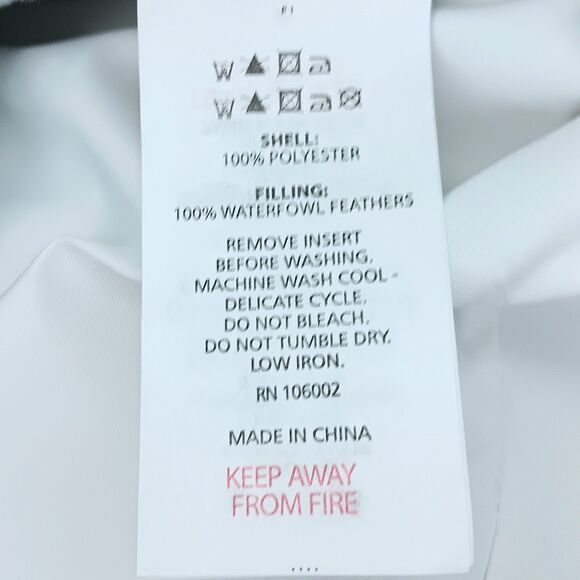 SHELL:
100% POLYESTER
FILLING:
100% WATERFOWL FEATHERS
REMOVE INSERT
BEFORE WASHING.
MACHINE WASH COOL -
DELICATE CYCLE.
DO NOT BLEACH.
DO NOT TUMBLE DRY.
LOW IRON.
RN 106002
MADE IN CHINA
KEEP AWAY
FROM FIRE